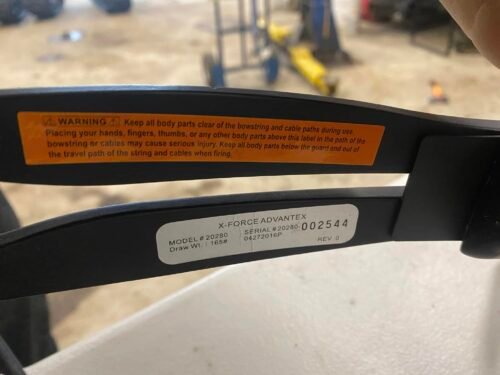 ⚠ WARNING ⚠ Keep all body parts clear of the bowstring and cable paths during use.
Placing your hands, fingers, thumbs, or any other body parts above this label in the path of the
bowstring or cables may cause serious injury. Keep all body parts below the guard and out of
the travel path of the string and cables when firing.
X-FORCE ADVANTEX
MODEL # 20280 SERIAL # 20280-002544
Draw Wt. : 165# 04272016P REV :0